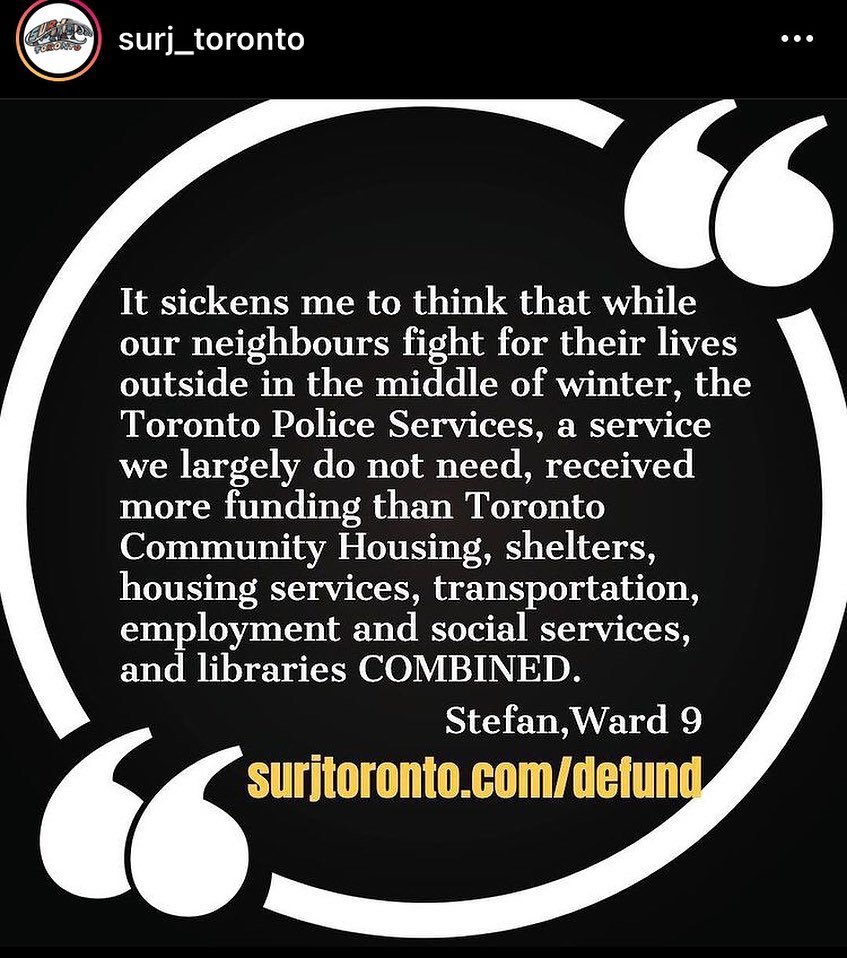 surj_toronto
It sickens me to think that while
our neighbours fight for their lives
outside in the middle of winter, the
Toronto Police Services, a service
we largely do not need, received
more funding than Toronto
Community Housing, shelters,
housing services, transportation,
employment and social services,
and libraries COMBINED.
Stefan,Ward 9
surjtoronto.com/defund